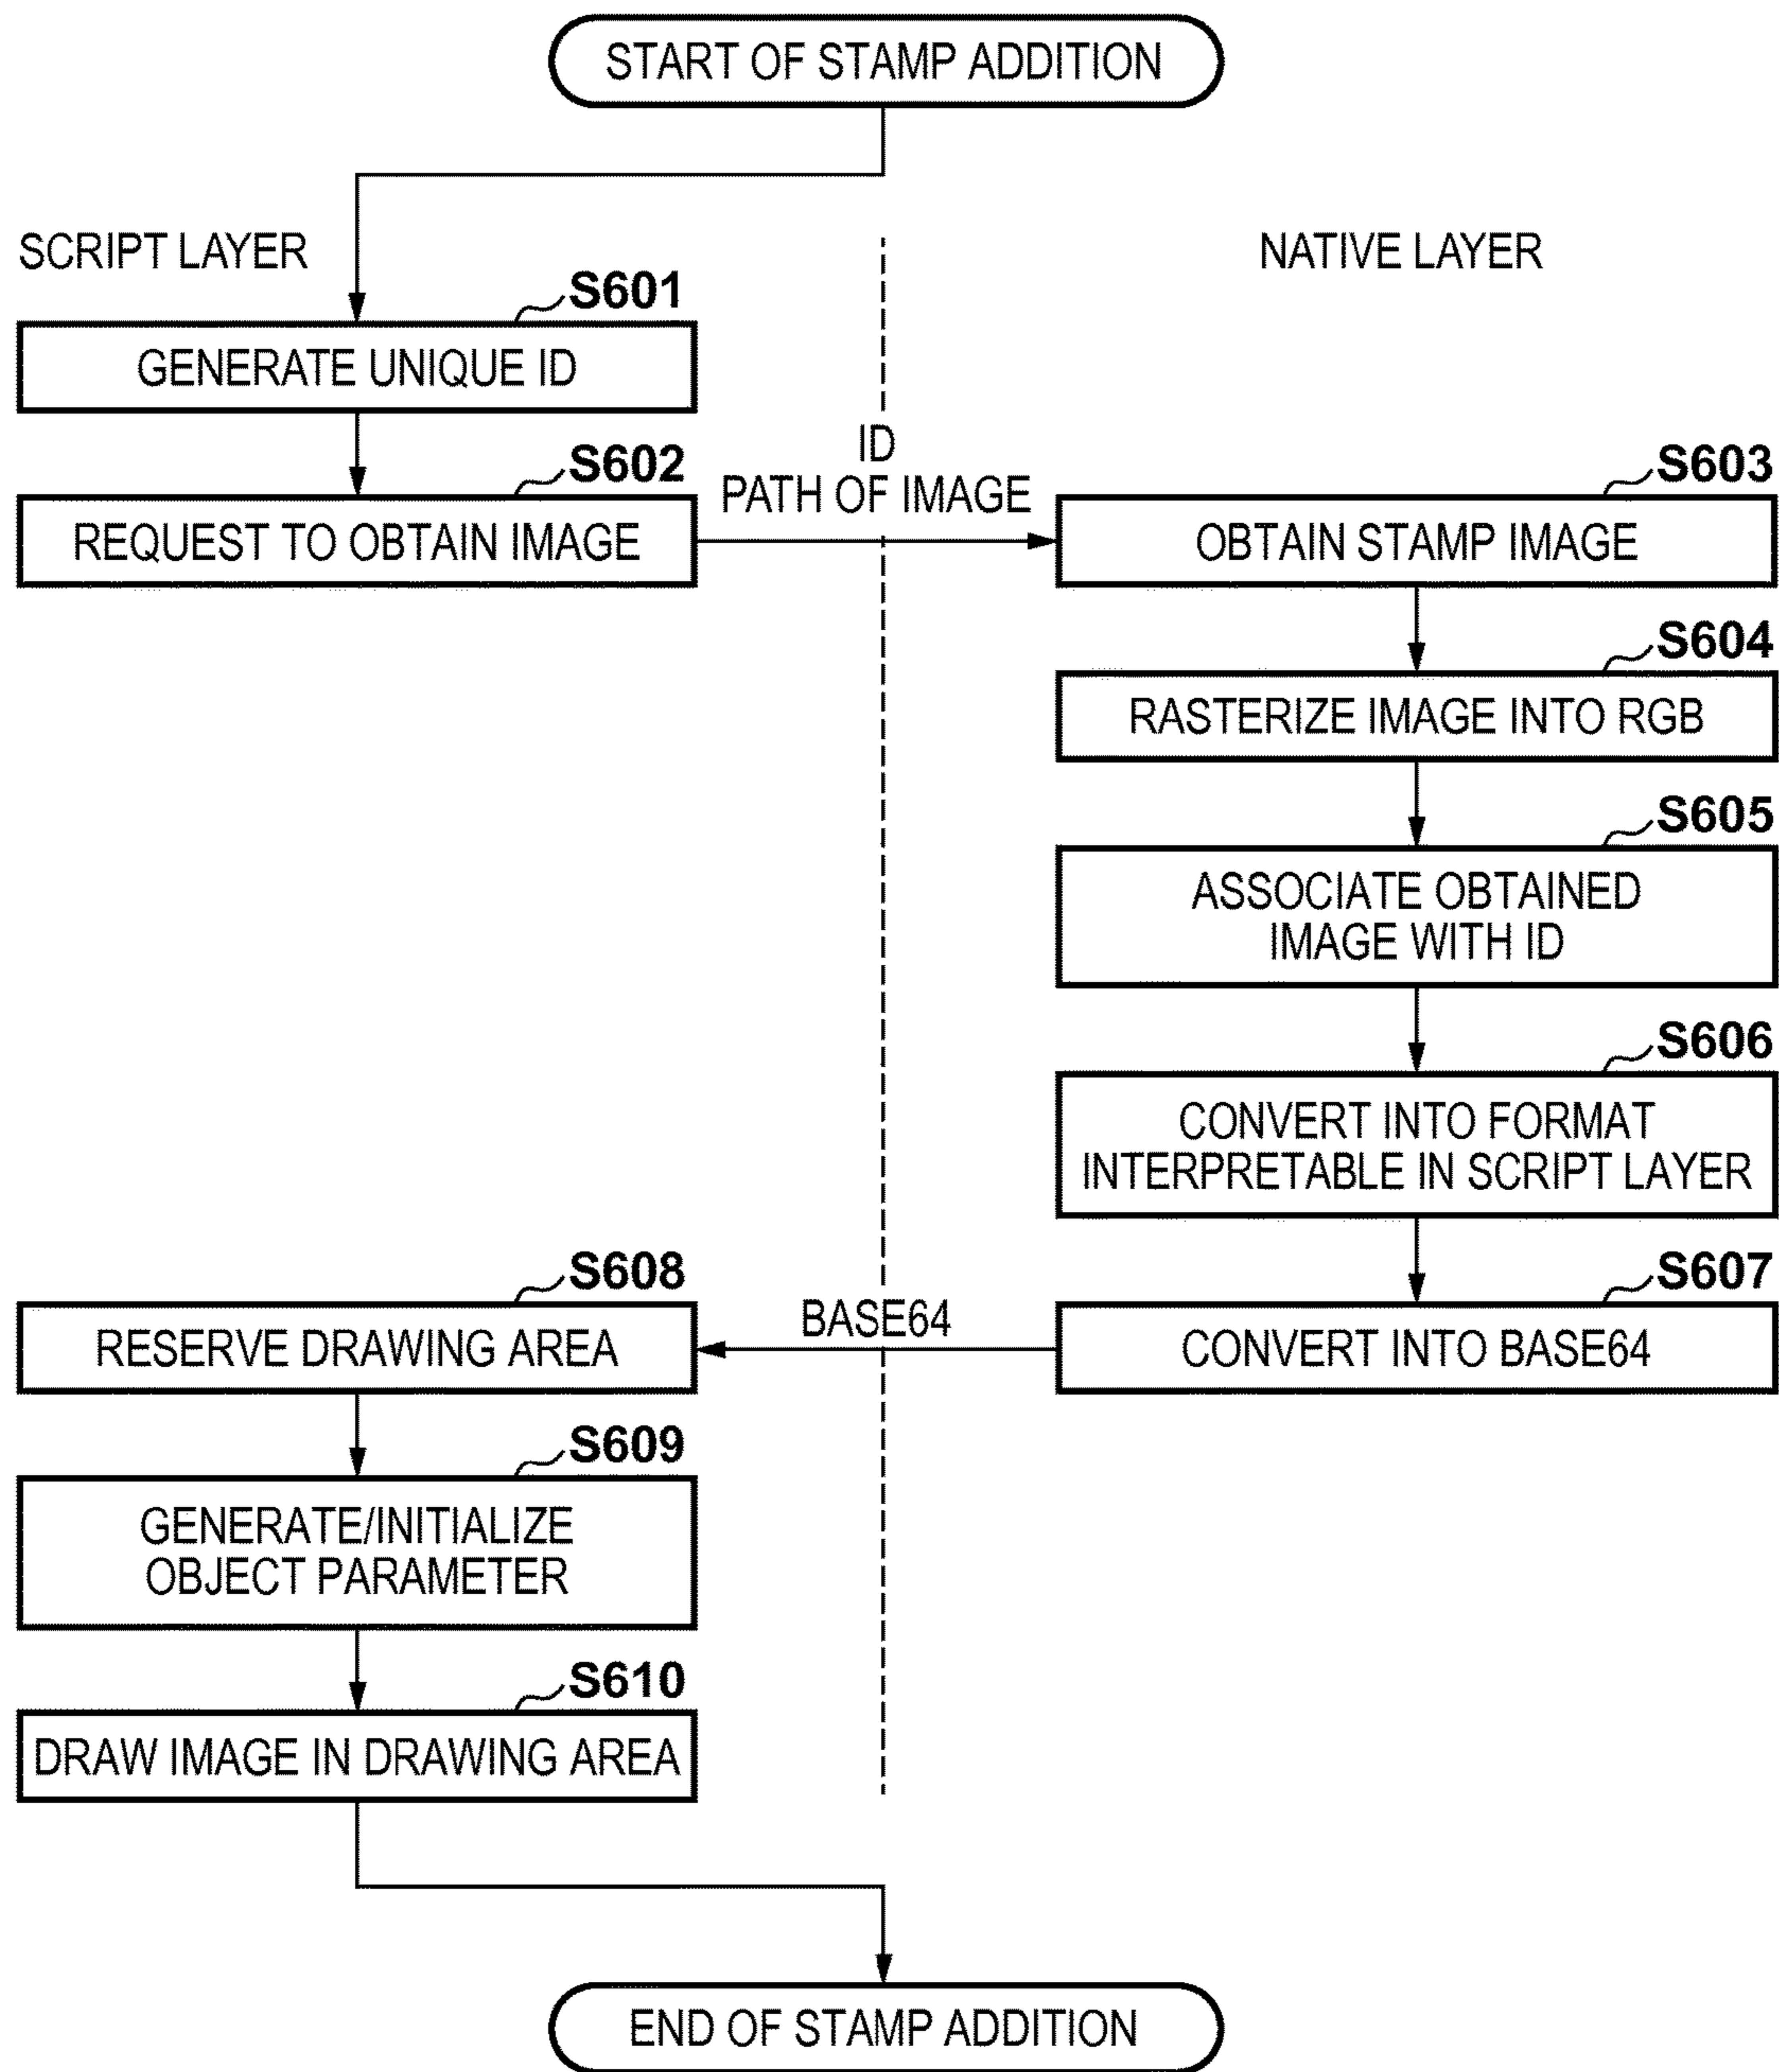 START OF STAMP ADDITION
SCRIPT LAYER
NATIVE LAYER
S601
GENERATE UNIQUE ID
S602
REQUEST TO OBTAIN IMAGE
ID
PATH OF IMAGE
S603
OBTAIN STAMP IMAGE
S604
RASTERIZE IMAGE INTO RGB
S605
ASSOCIATE OBTAINED
IMAGE WITH ID
S606
CONVERT INTO FORMAT
INTERPRETABLE IN SCRIPT LAYER
S607
CONVERT INTO BASE64
BASE64
S608
RESERVE DRAWING AREA
S609
GENERATE/INITIALIZE
OBJECT PARAMETER
S610
DRAW IMAGE IN DRAWING AREA
END OF STAMP ADDITION